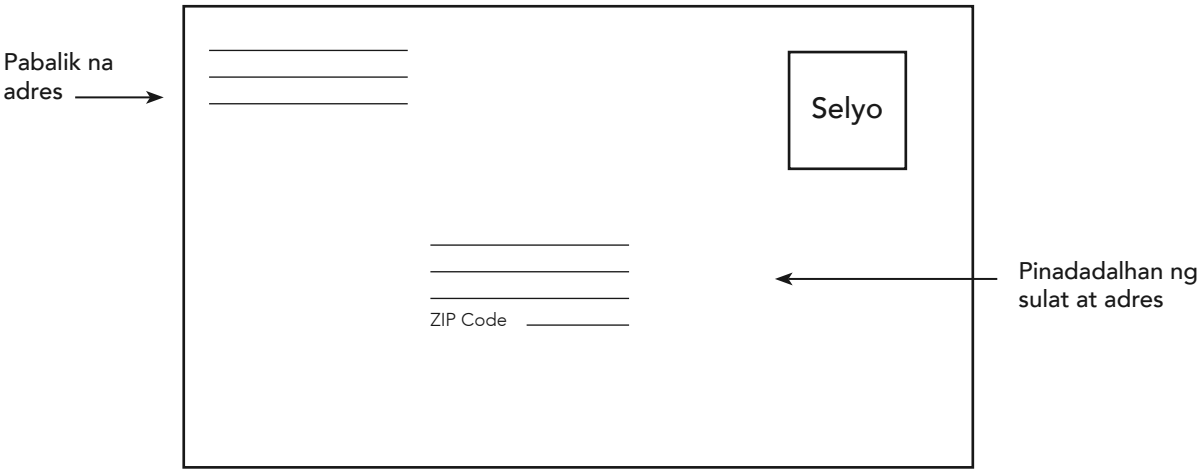 Pabalik na
adres
Selyo
Pinadadalhan ng
sulat at adres
ZIP Code